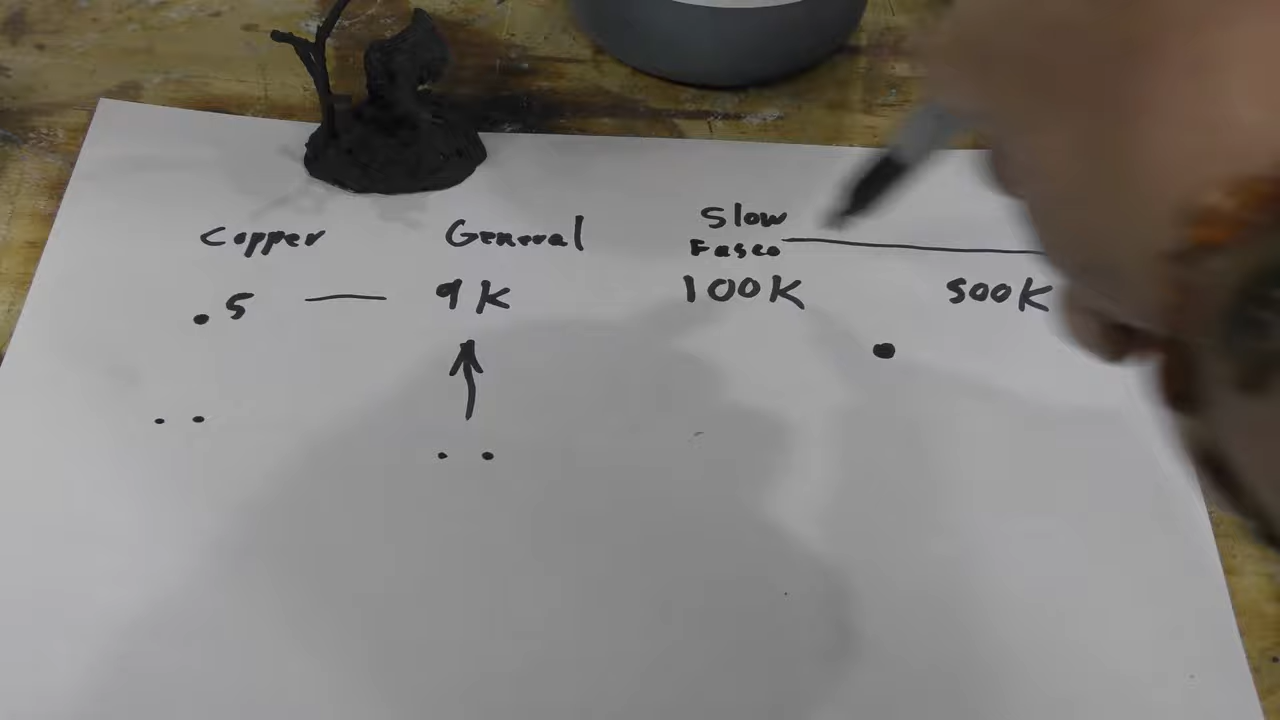 Copper General Slow
Fasco
.5 — 9K 100K 500K